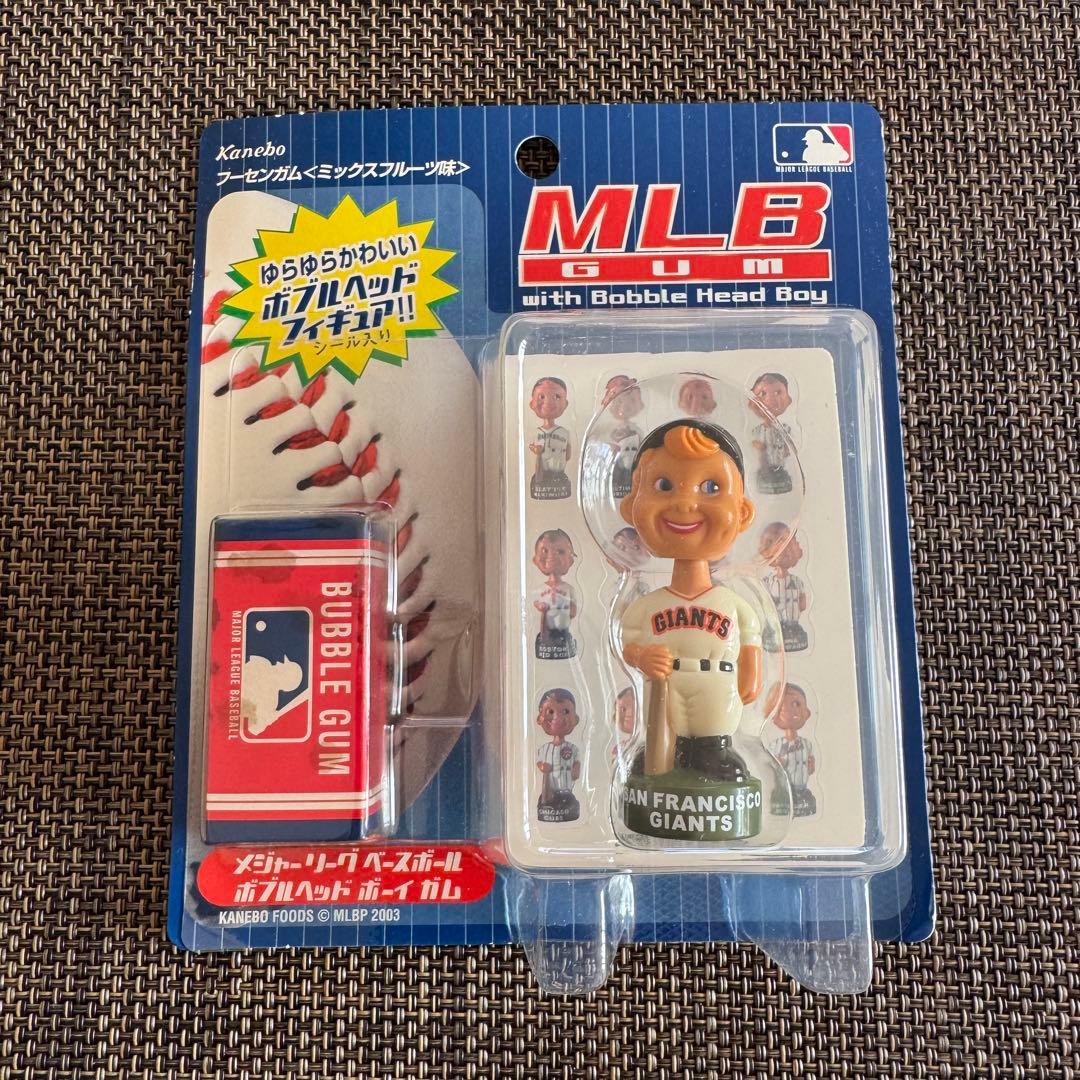 Kanebo
フーセンガム<ミックスフルーツ味>
ゆらゆらかわいい
ボブルヘッド
フィギュア!!
シール入り
MAJOR LEAGUE BASEBALL
MLB
GUM
with Bobble Head Boy
BUBBLE GUM
MAJOR LEAGUE BASEBALL
GIANTS
SAN FRANCISCO
GIANTS
メジャーリーグ ベースボール
ボブルヘッド ボーイ ガム
KANEBO FOODS © MLBP 2003